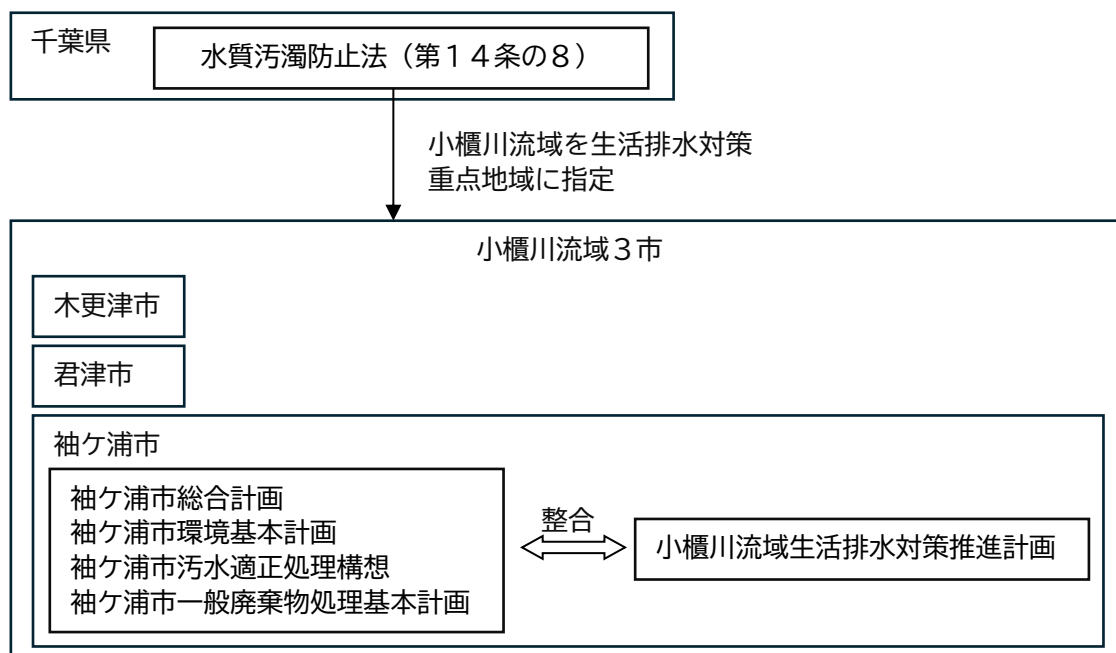 千葉県
水質汚濁防止法（第１４条の８）
小櫃川流域を生活排水対策
重点地域に指定
小櫃川流域３市
木更津市
君津市
袖ケ浦市
袖ケ浦市総合計画
袖ケ浦市環境基本計画
袖ケ浦市汚水適正処理構想
袖ケ浦市一般廃棄物処理基本計画
整合
小櫃川流域生活排水対策推進計画